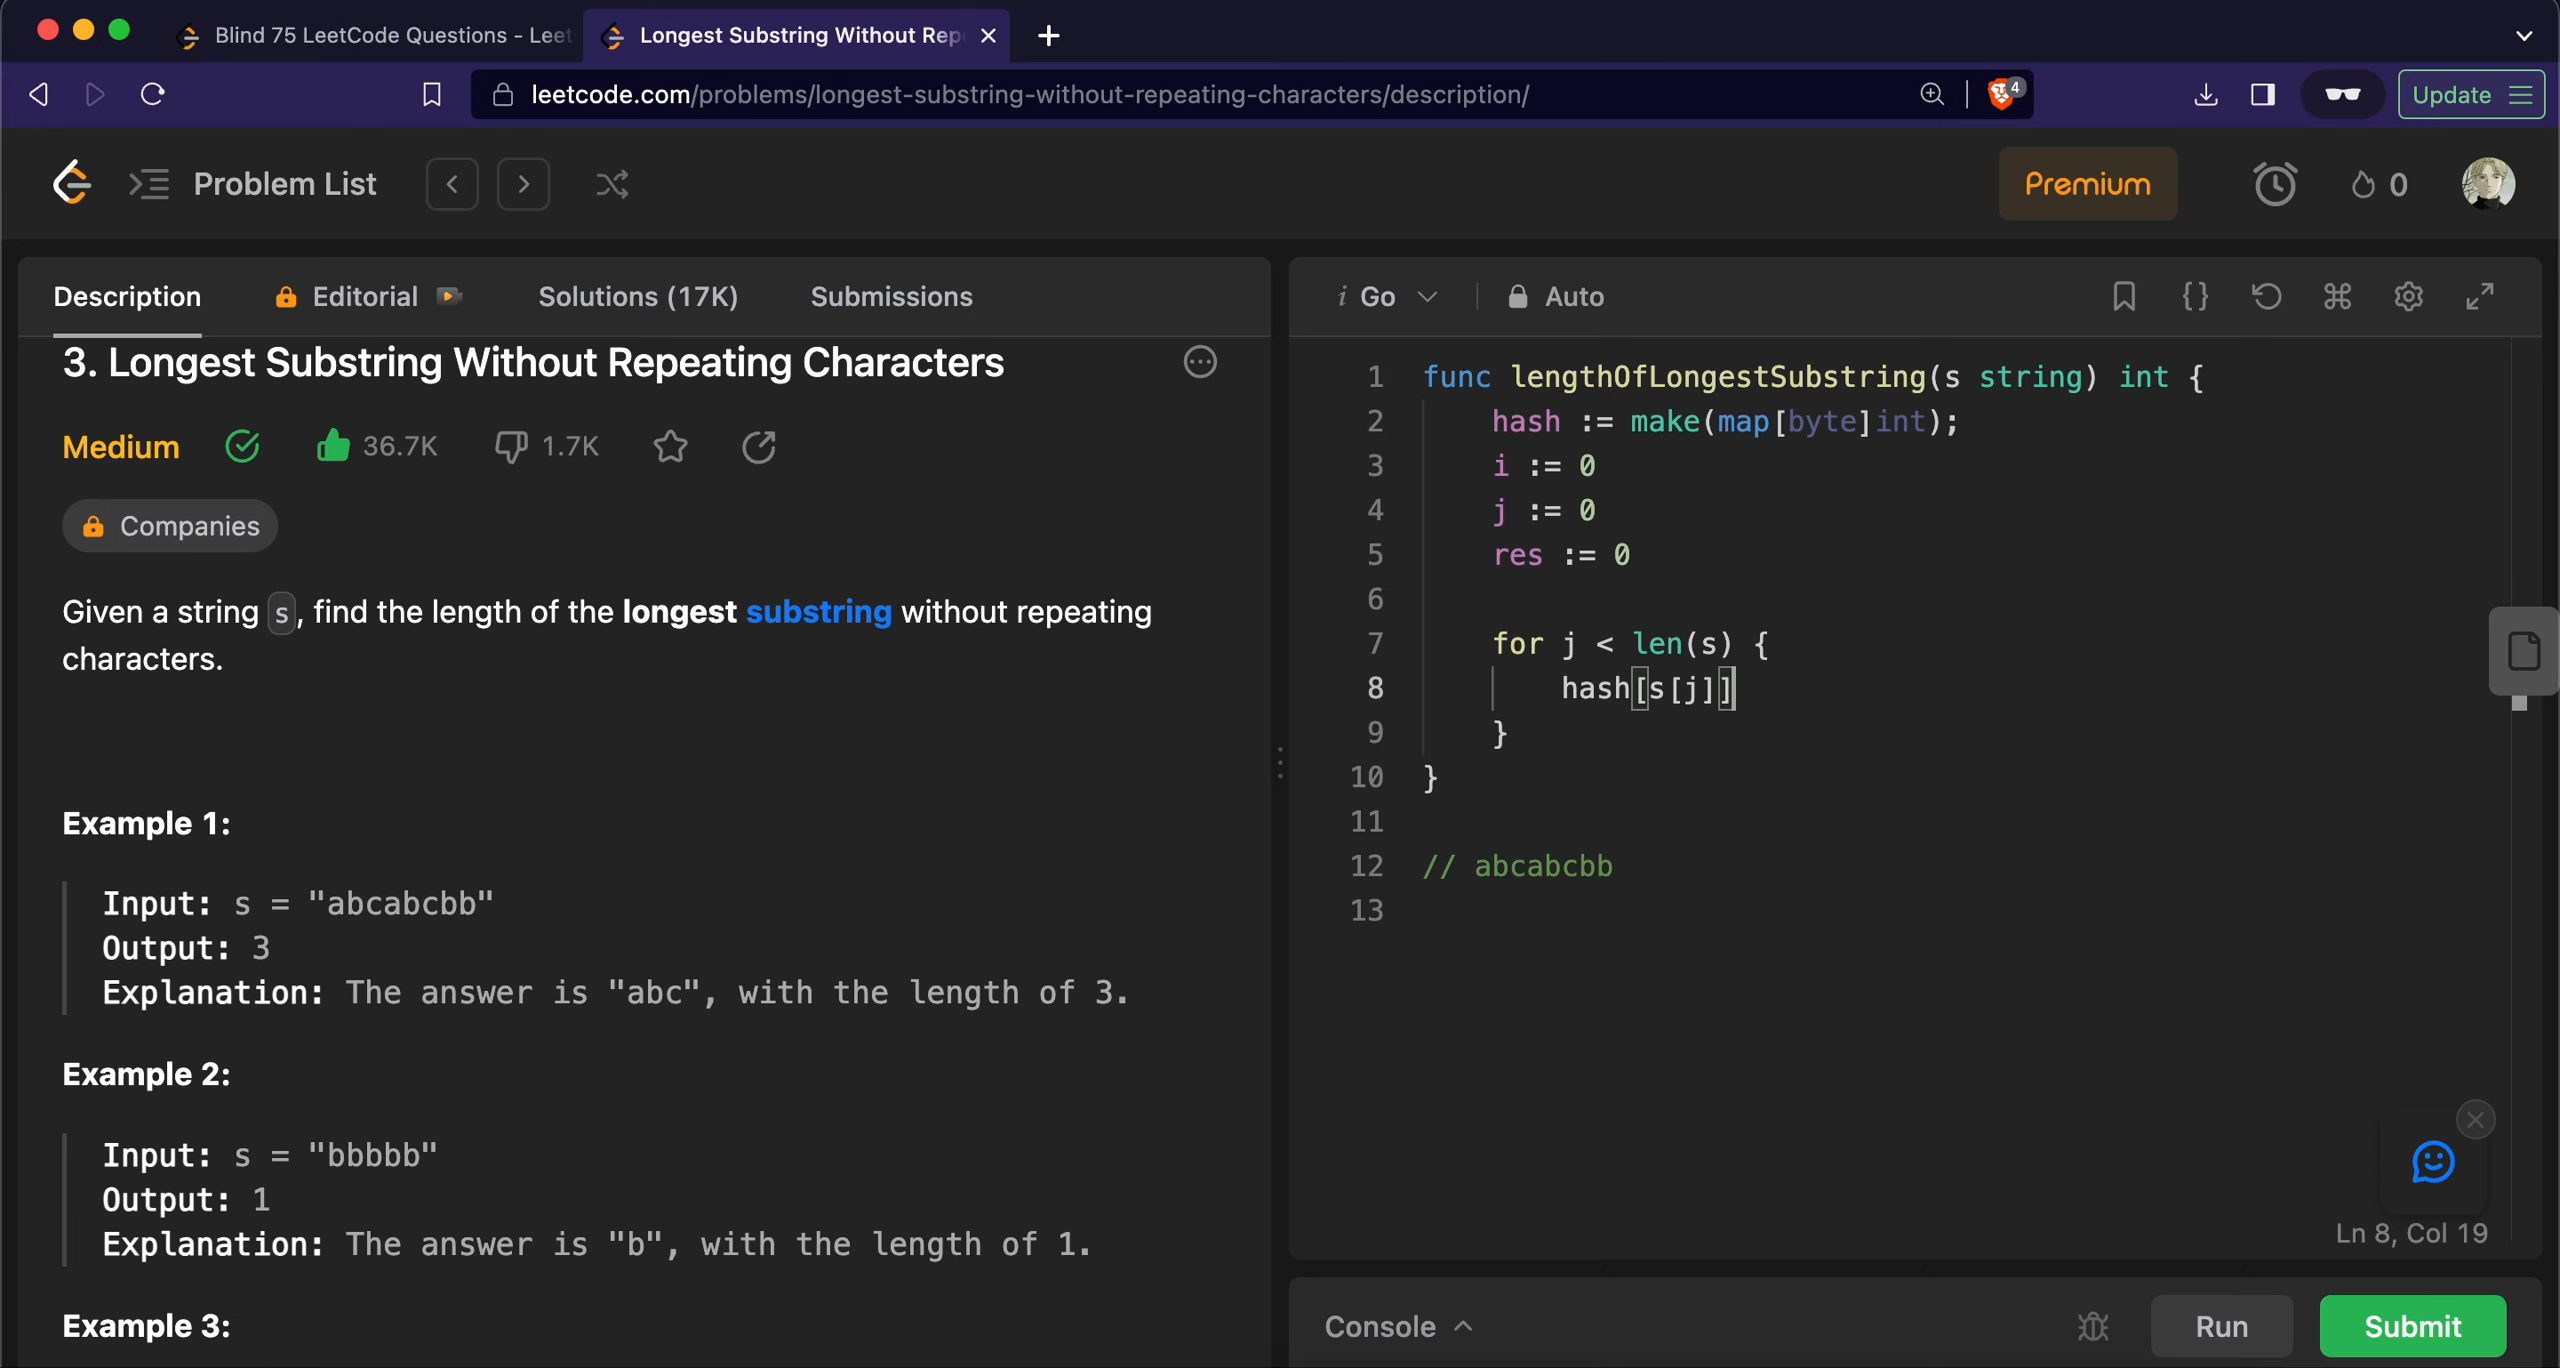 Blind 75 LeetCode Questions - Leet
Longest Substring Without Rep
leetcode.com/problems/longest-substring-without-repeating-characters/description/
4
Update
Problem List
Premium
0
Description
Editorial
Solutions (17K)
Submissions
3. Longest Substring Without Repeating Characters
Medium
36.7K
1.7K
Companies
Given a string s, find the length of the longest substring without repeating
characters.
Example 1:
Input: s = "abcabcbb"
Output: 3
Explanation: The answer is "abc", with the length of 3.
Example 2:
Input: s = "bbbbb"
Output: 1
Explanation: The answer is "b", with the length of 1.
Example 3:
i Go
Auto
1 func lengthOfLongestSubstring(s string) int {
2 hash := make(map[byte]int);
3 i := 0
4 j := 0
5 res := 0
6
7 for j < len(s) {
8 hash[s[j]]
9 }
10 }
11
12 // abcabcbb
13
Ln 8, Col 19
Console
Run
Submit